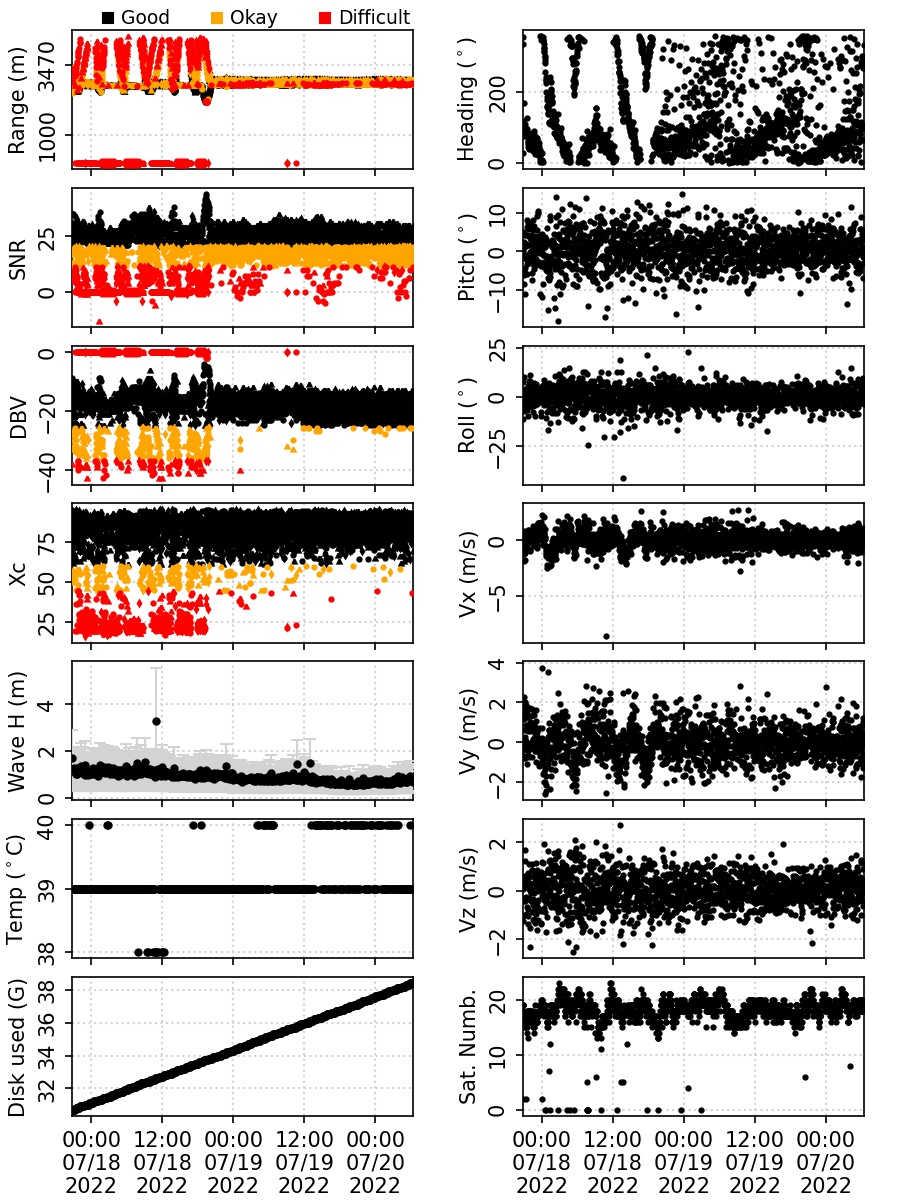 Good Okay Difficult
Range (m)
3470
1000
Heading (°)
200
0
SNR
25
0
Pitch (°)
10
0
−10
DBV
0
−20
−40
Roll (°)
25
0
−25
Xc
75
50
25
Vx (m/s)
0
−5
Wave H (m)
4
2
0
Vy (m/s)
4
2
0
−2
Temp (°C)
40
39
38
Vz (m/s)
2
0
−2
Disk used (G)
38
36
34
32
Sat. Numb.
20
10
0
00:00 12:00 00:00 12:00 00:00
07/18 07/18 07/19 07/19 07/20
2022 2022 2022 2022 2022
00:00 12:00 00:00 12:00 00:00
07/18 07/18 07/19 07/19 07/20
2022 2022 2022 2022 2022